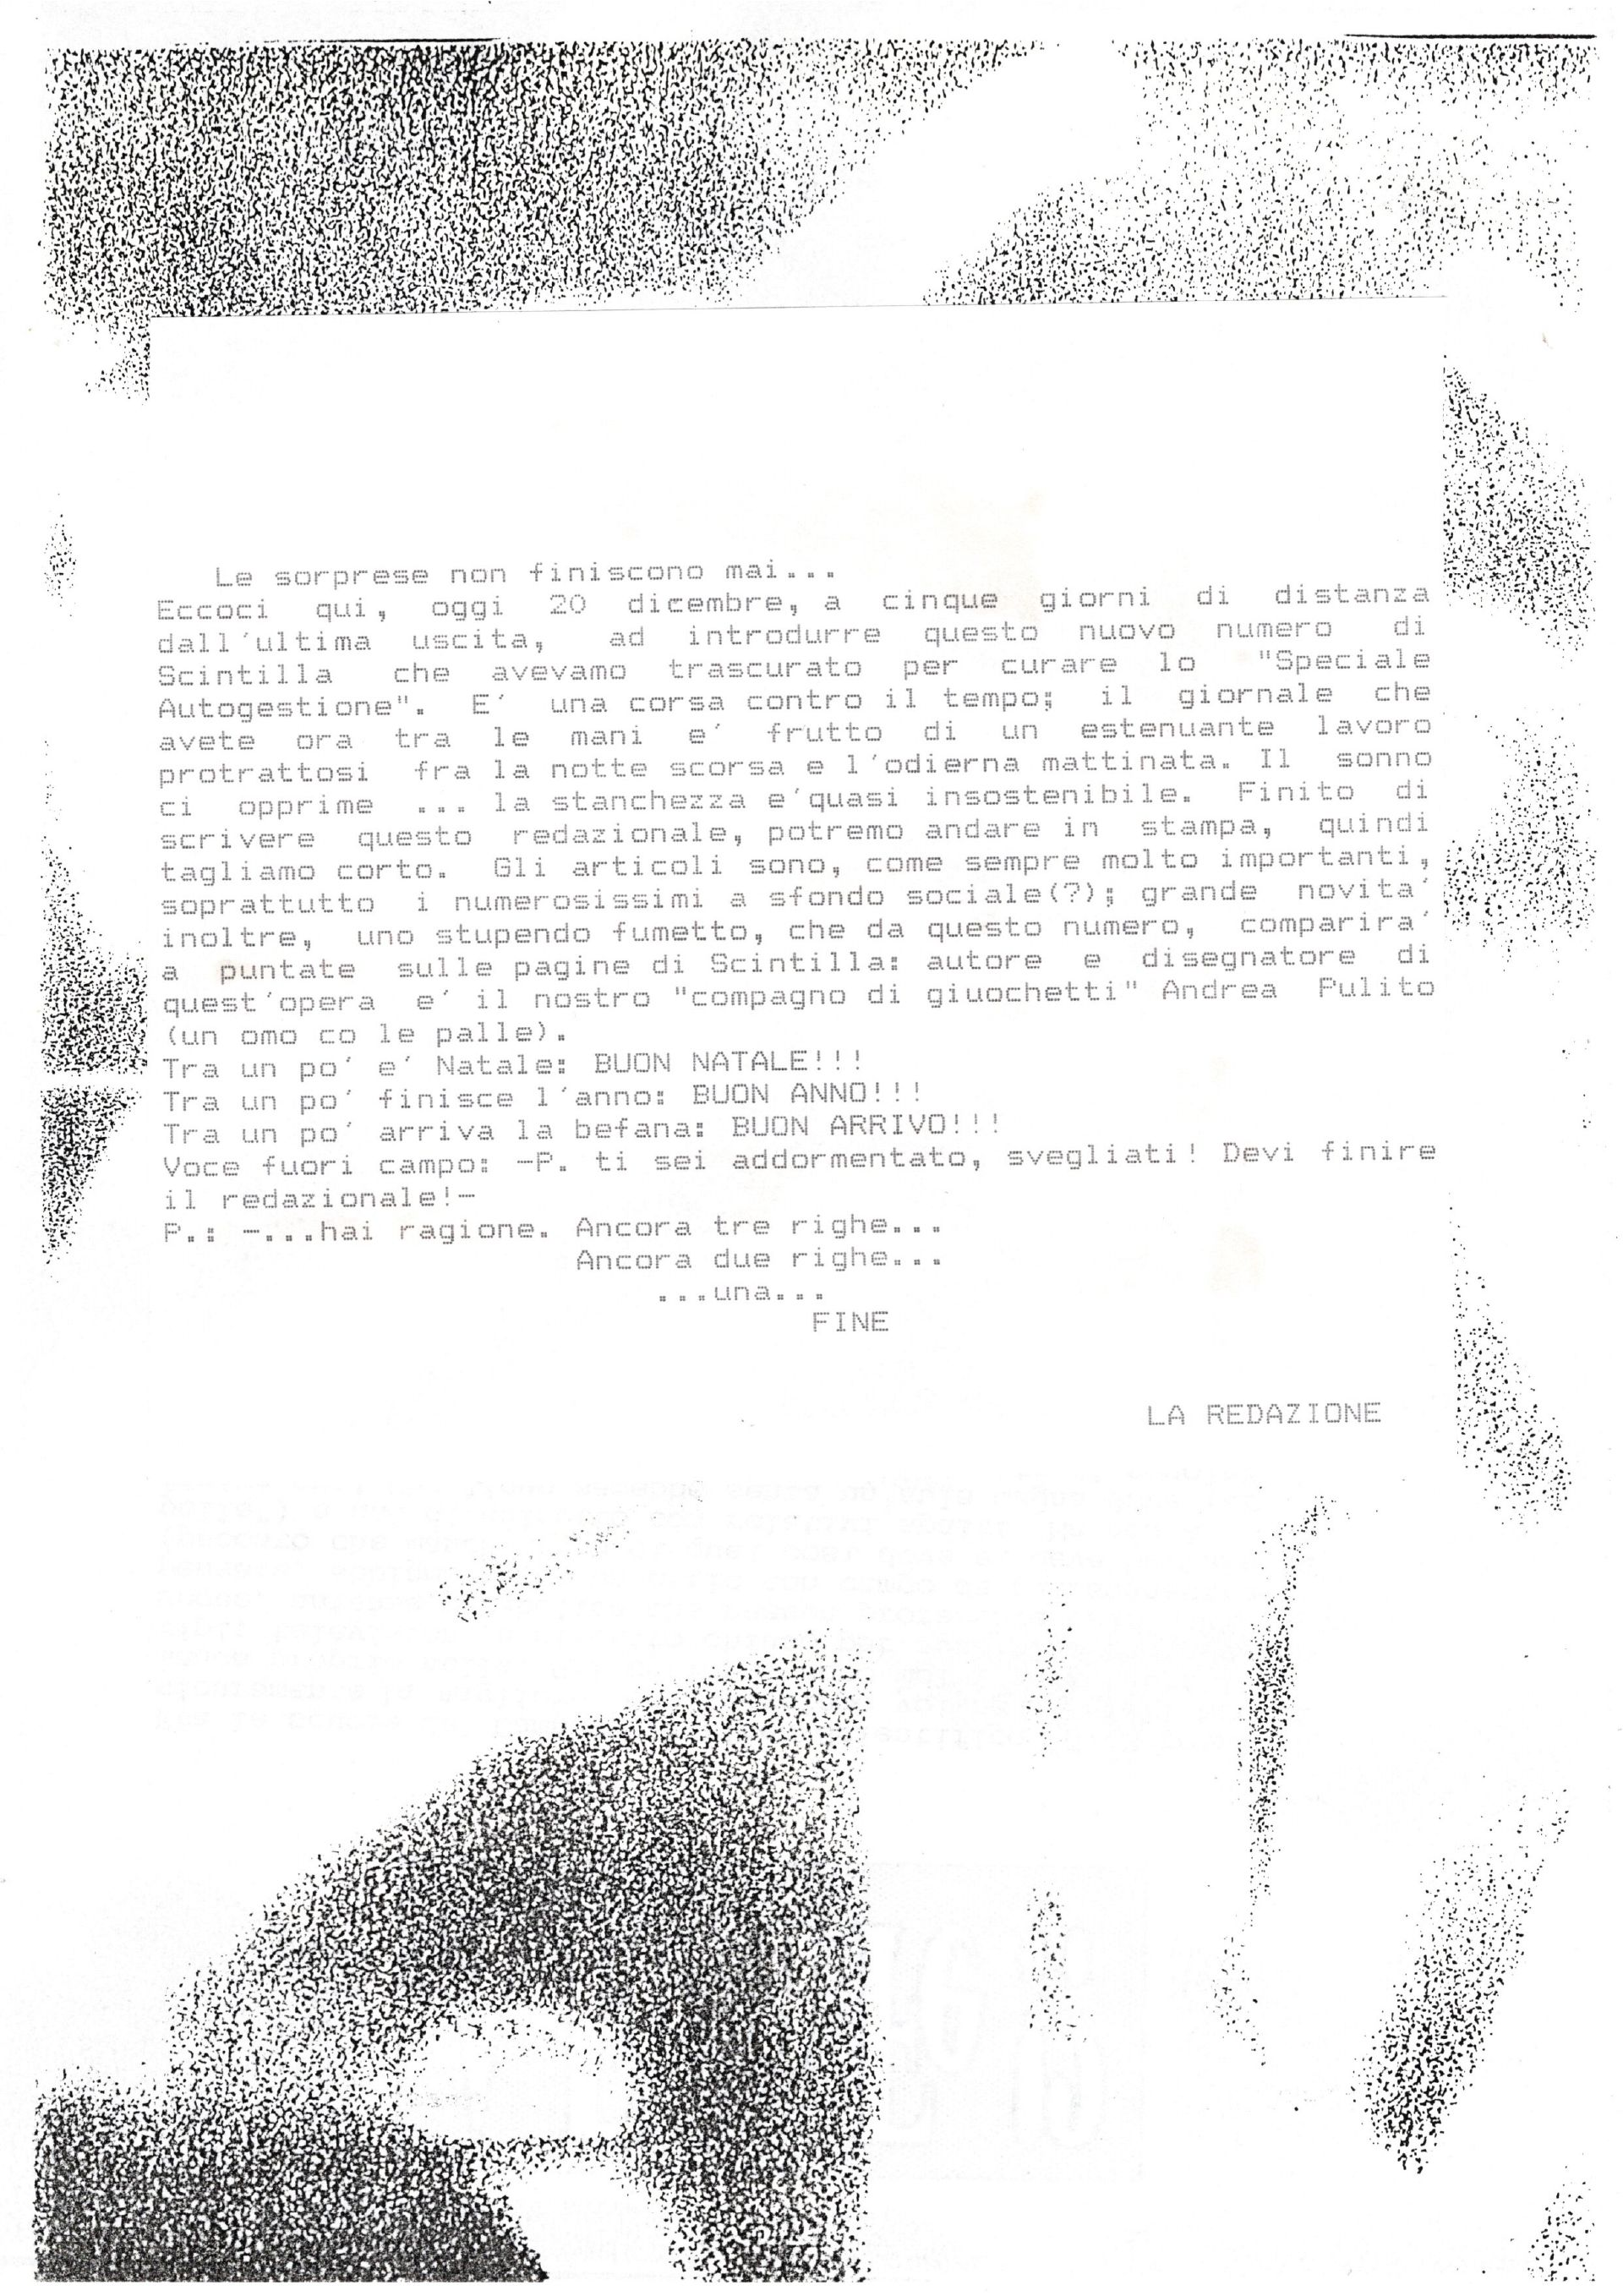 Le sorprese non finiscono mai...
Eccoci qui, oggi 20 dicembre, a cinque giorni di distanza
dall'ultima uscita, ad introdurre questo nuovo numero di
Scintilla che avevamo trascurato per curare lo "Speciale
Autogestione". E' una corsa contro il tempo; il giornale che
avete ora tra le mani e' frutto di un estenuante lavoro
protrattosi fra la notte scorsa e l'odierna mattinata. Il sonno
ci opprime ... la stanchezza e'quasi insostenibile. Finito di
scrivere questo redazionale, potremo andare in stampa, quindi
tagliamo corto. Gli articoli sono, come sempre molto importanti,
soprattutto i numerosissimi a sfondo sociale(?); grande novita'
inoltre, uno stupendo fumetto, che da questo numero, comparira'
a puntate sulle pagine di Scintilla: autore e disegnatore di
quest'opera e' il nostro "compagno di giuochetti" Andrea Pulito
(un omo co le palle).
Tra un po' e' Natale: BUON NATALE!!!
Tra un po' finisce l'anno: BUON ANNO!!!
Tra un po' arriva la befana: BUON ARRIVO!!!
Voce fuori campo: -P. ti sei addormentato, svegliati! Devi finire
il redazionale!-
P.: -...hai ragione. Ancora tre righe...
Ancora due righe...
...una...
FINE
LA REDAZIONE